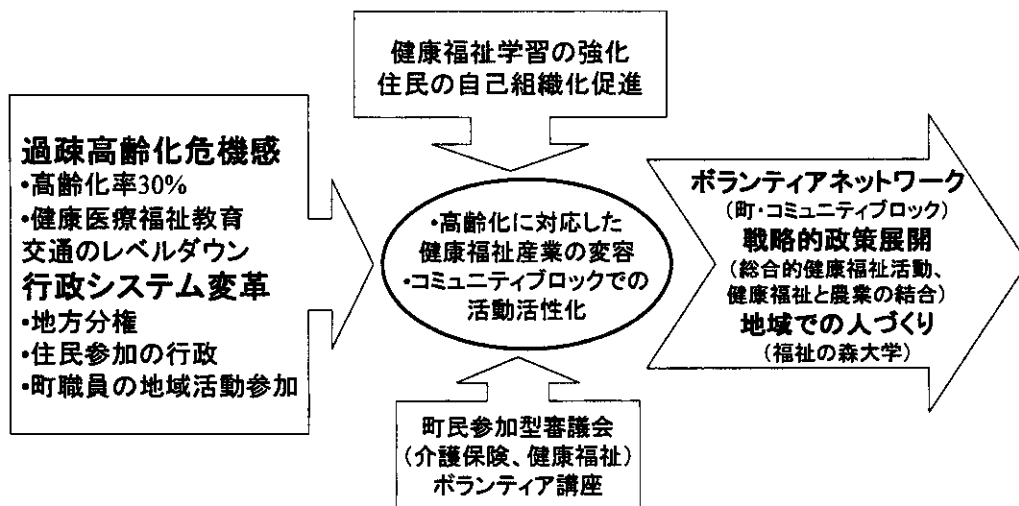 健康福祉学習の強化
住民の自己組織化促進
過疎高齢化危機感
•高齢化率30%
•健康医療福祉教育
交通のレベルダウン
行政システム変革
•地方分権
•住民参加の行政
•町職員の地域活動参加
•高齢化に対応した
健康福祉産業の変容
•コミュニティブロックでの
活動活性化
町民参加型審議会
(介護保険、健康福祉)
ボランティア講座
ボランティアネットワーク
(町・コミュニティブロック)
戦略的政策展開
(総合的健康福祉活動、
健康福祉と農業の結合)
地域での人づくり
(福祉の森大学)